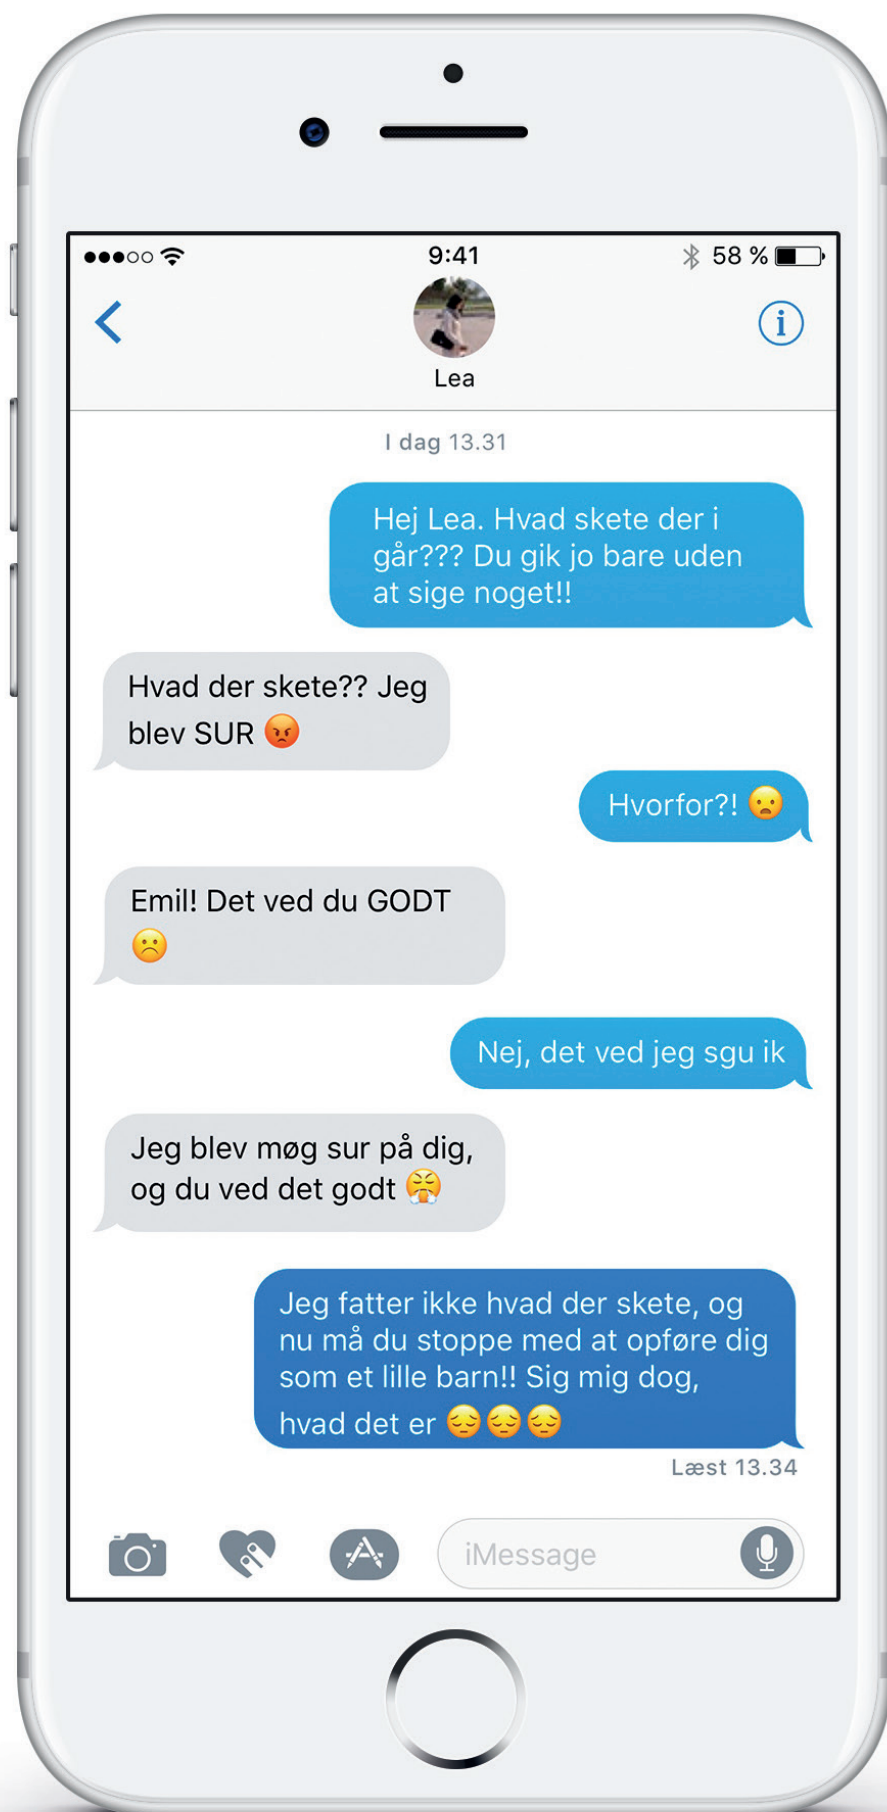 9:41
58 %
Lea
I dag 13.31
Hej Lea. Hvad skete der i
går??? Du gik jo bare uden
at sige noget!!
Hvad der skete?? Jeg
blev SUR 😡
Hvorfor?! 😦
Emil! Det ved du GODT
☹️
Nej, det ved jeg sgu ik
Jeg blev møg sur på dig,
og du ved det godt 😤
Jeg fatter ikke hvad der skete, og
nu må du stoppe med at opføre dig
som et lille barn!! Sig mig dog,
hvad det er 😔😔😔
Læst 13.34
iMessage